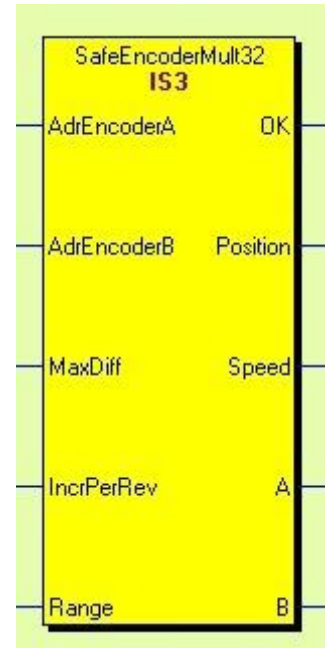 SafeEncoderMult32
IS3
AdrEncoderA OK
AdrEncoderB Position
MaxDiff Speed
IncrPerRev A
Range B